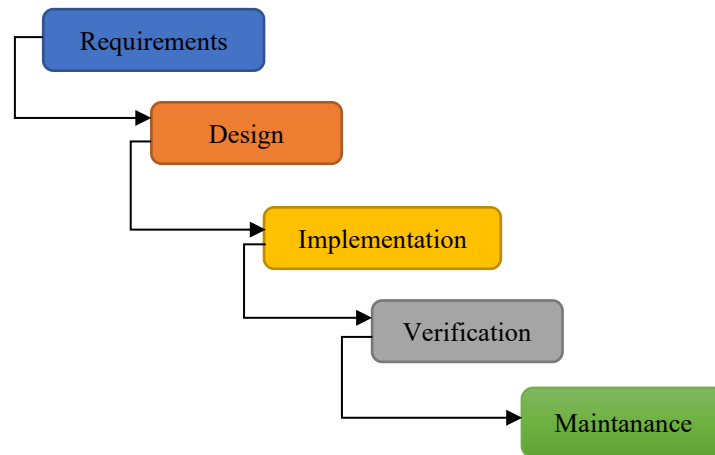 Requirements
Design
Implementation
Verification
Maintanance